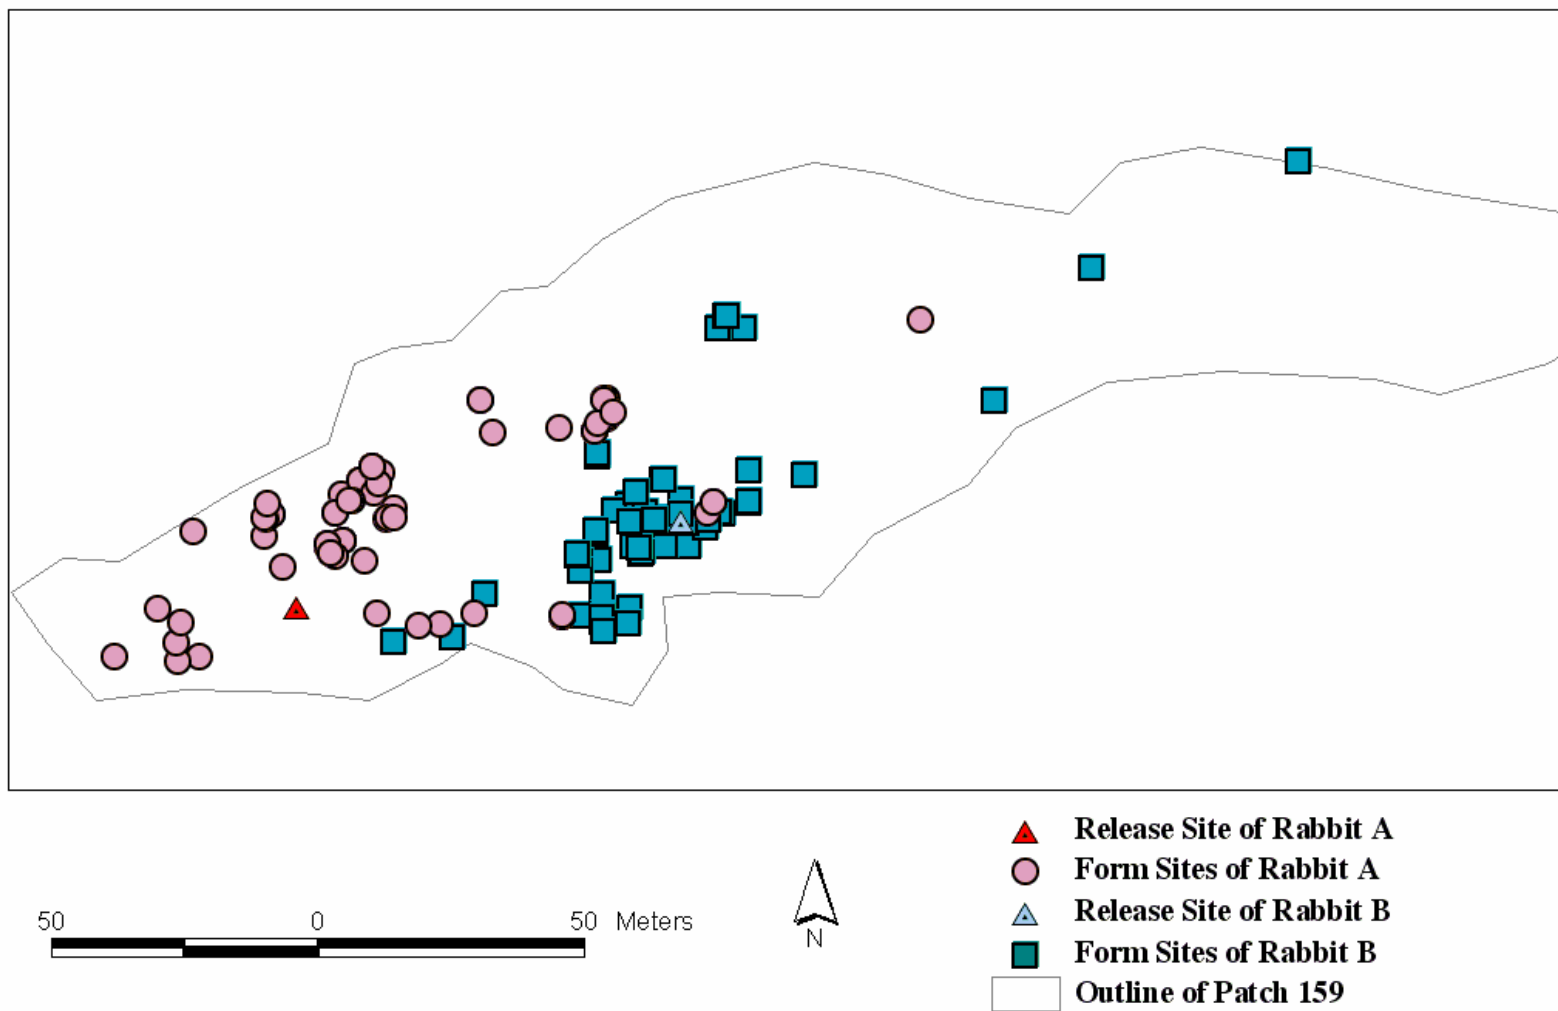 Release Site of Rabbit A
Form Sites of Rabbit A
Release Site of Rabbit B
Form Sites of Rabbit B
Outline of Patch 159
50 0 50 Meters
N